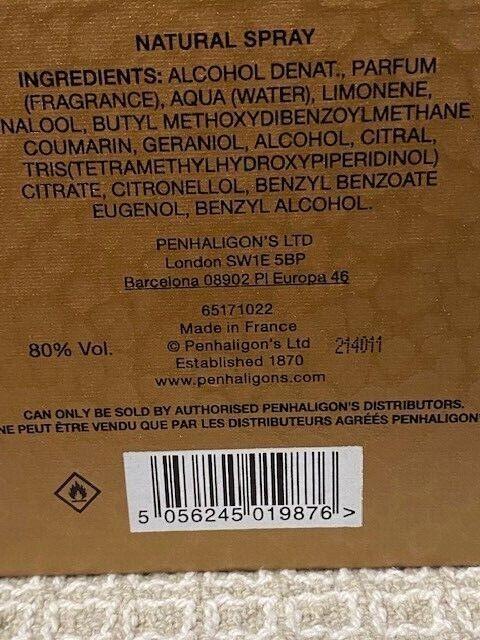 NATURAL SPRAY
INGREDIENTS: ALCOHOL DENAT., PARFUM
(FRAGRANCE), AQUA (WATER), LIMONENE,
NALOOL, BUTYL METHOXYDIBENZOYLMETHANE
COUMARIN, GERANIOL, ALCOHOL, CITRAL,
TRIS(TETRAMETHYLHYDROXYPIPERIDINOL)
CITRATE, CITRONELLOL, BENZYL BENZOATE
EUGENOL, BENZYL ALCOHOL.
PENHALIGON'S LTD
London SW1E 5BP
Barcelona 08902 Pl Europa 46
65171022
Made in France
80% Vol. © Penhaligon's Ltd 214011
Established 1870
www.penhaligons.com
CAN ONLY BE SOLD BY AUTHORISED PENHALIGON'S DISTRIBUTORS.
NE PEUT ÊTRE VENDU QUE PAR LES DISTRIBUTEURS AGRÉÉS PENHALIGON'
5 056245 019876 >